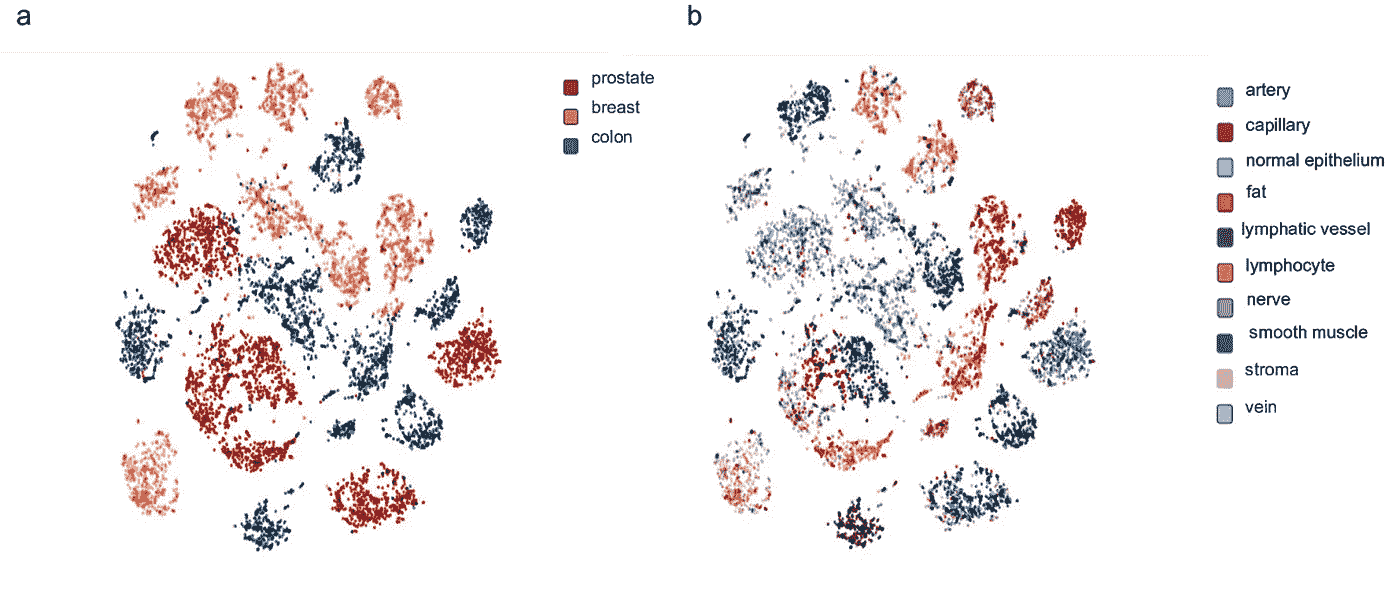 a
b
prostate
breast
colon
artery
capillary
normal epithelium
fat
lymphatic vessel
lymphocyte
nerve
smooth muscle
stroma
vein